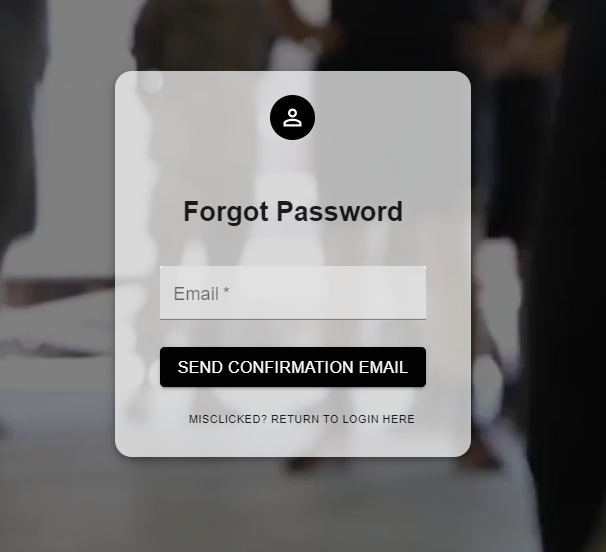 Forgot Password
Email *
SEND CONFIRMATION EMAIL
MISCLICKED? RETURN TO LOGIN HERE